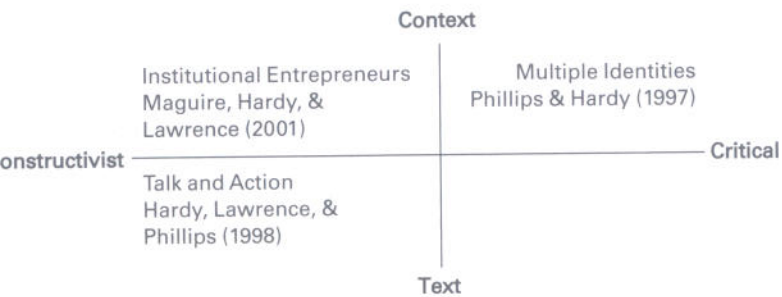 Context
Institutional Entrepreneurs
Maguire, Hardy, &
Lawrence (2001)
Multiple Identities
Phillips & Hardy (1997)
onstructivist
Critical
Talk and Action
Hardy, Lawrence, &
Phillips (1998)
Text